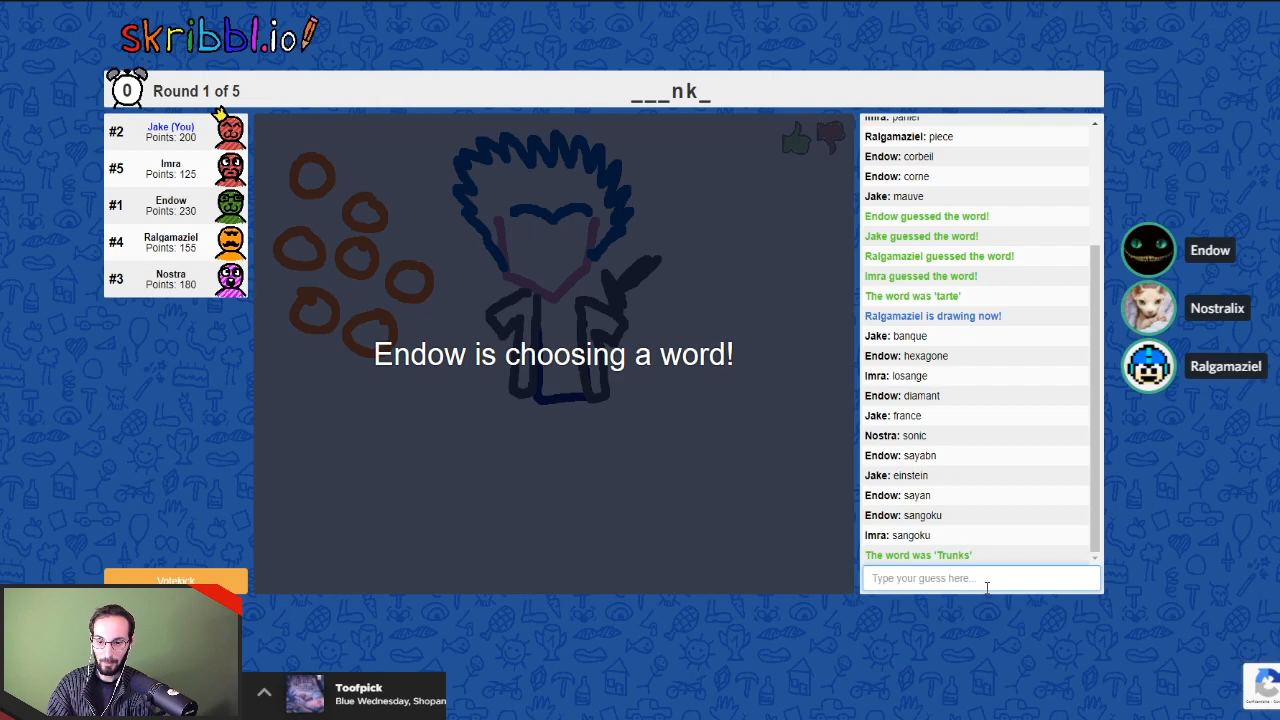 skribbl.io
0
Round 1 of 5
___nk_
#2
Jake (You)
Points: 200
#5
Imra
Points: 125
#1
Endow
Points: 230
#4
Ralgamaziel
Points: 155
#3
Nostra
Points: 180
Votekick
Endow is choosing a word!
Imra: panier
Ralgamaziel: piece
Endow: corbeil
Endow: corne
Jake: mauve
Endow guessed the word!
Jake guessed the word!
Ralgamaziel guessed the word!
Imra guessed the word!
The word was 'tarte'
Ralgamaziel is drawing now!
Jake: banque
Endow: hexagone
Imra: losange
Endow: diamant
Jake: france
Nostra: sonic
Endow: sayabn
Jake: einstein
Endow: sayan
Endow: sangoku
Imra: sangoku
The word was 'Trunks'
Type your guess here...
Endow
Nostralix
Ralgamaziel
Toofpick
Blue Wednesday, Shopan